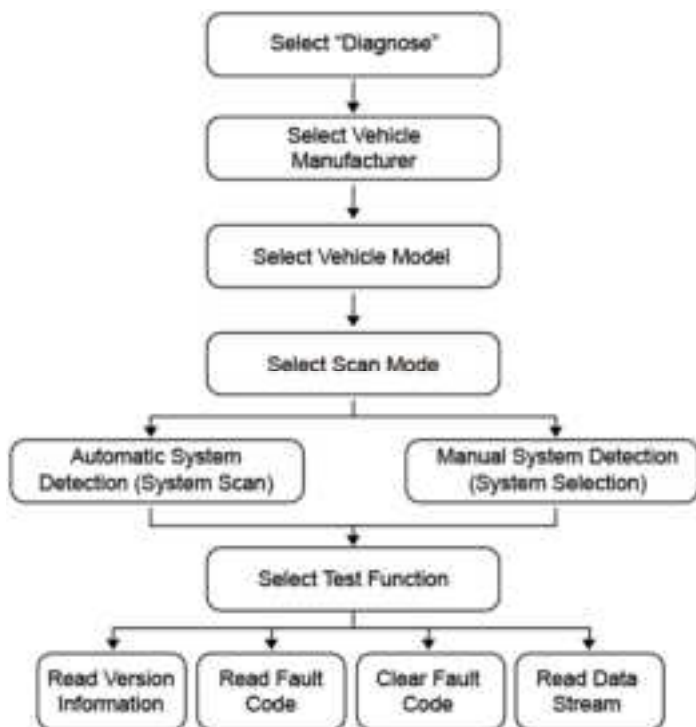 Select "Diagnose"
Select Vehicle
Manufacturer
Select Vehicle Model
Select Scan Mode
Automatic System
Detection (System Scan)
Manual System Detection
(System Selection)
Select Test Function
Read Version
Information
Read Fault
Code
Clear Fault
Code
Read Data
Stream